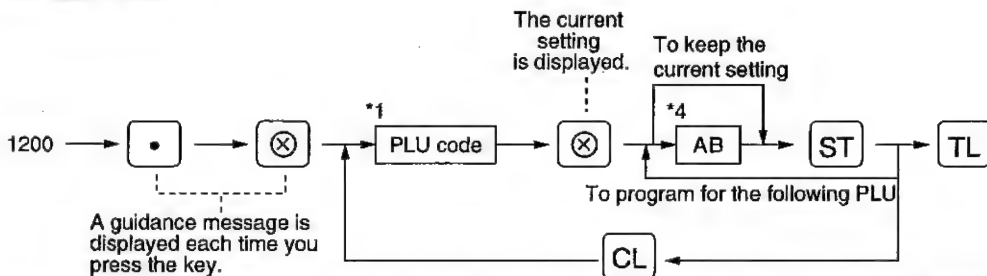 The current
setting
is displayed.
To keep the
current setting
*1
*4
1200
•
⊗
PLU code
⊗
AB
ST
TL
To program for the following PLU
A guidance message is
displayed each time you
press the key.
CL